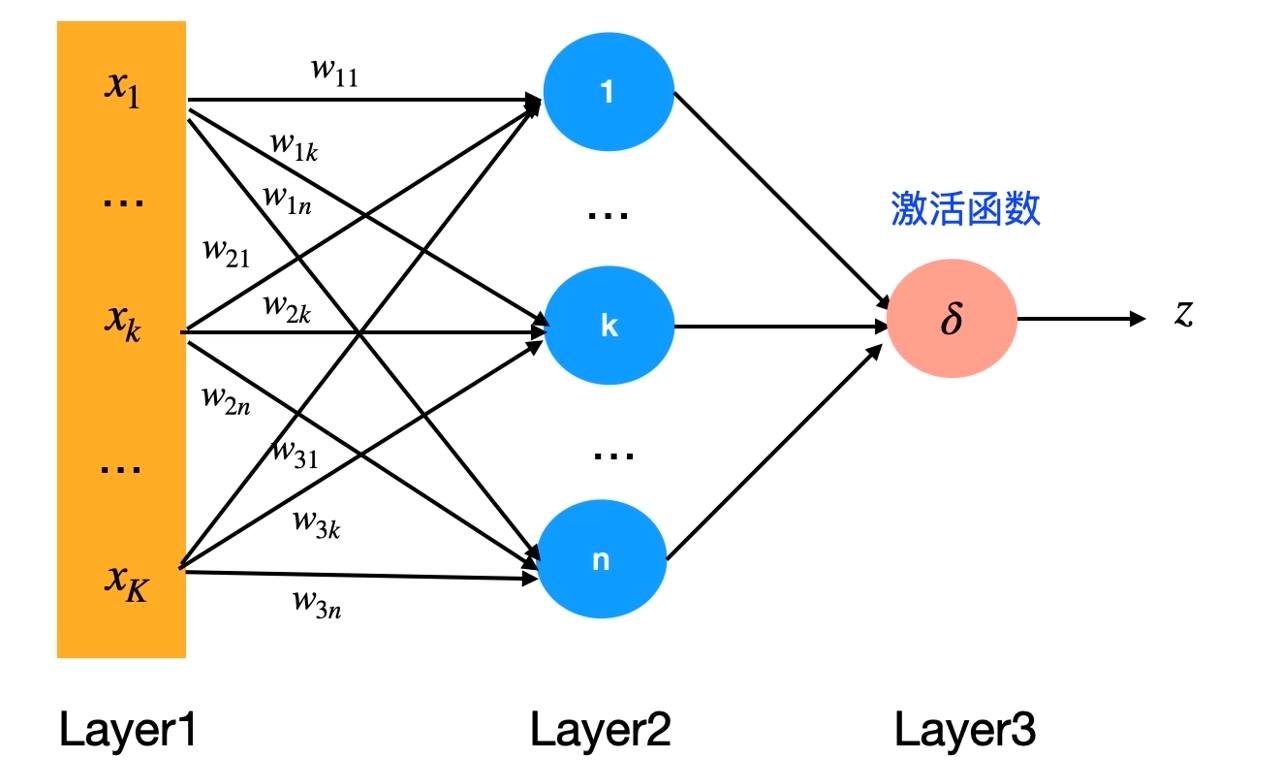 x₁
w₁₁
1
w₁ₖ
w₁ₙ
...
...
激活函数
w₂₁
xₖ
w₂ₖ
k
δ
z
w₂ₙ
w₃₁
...
...
w₃ₖ
n
x_K
w₃ₙ
Layer1
Layer2
Layer3